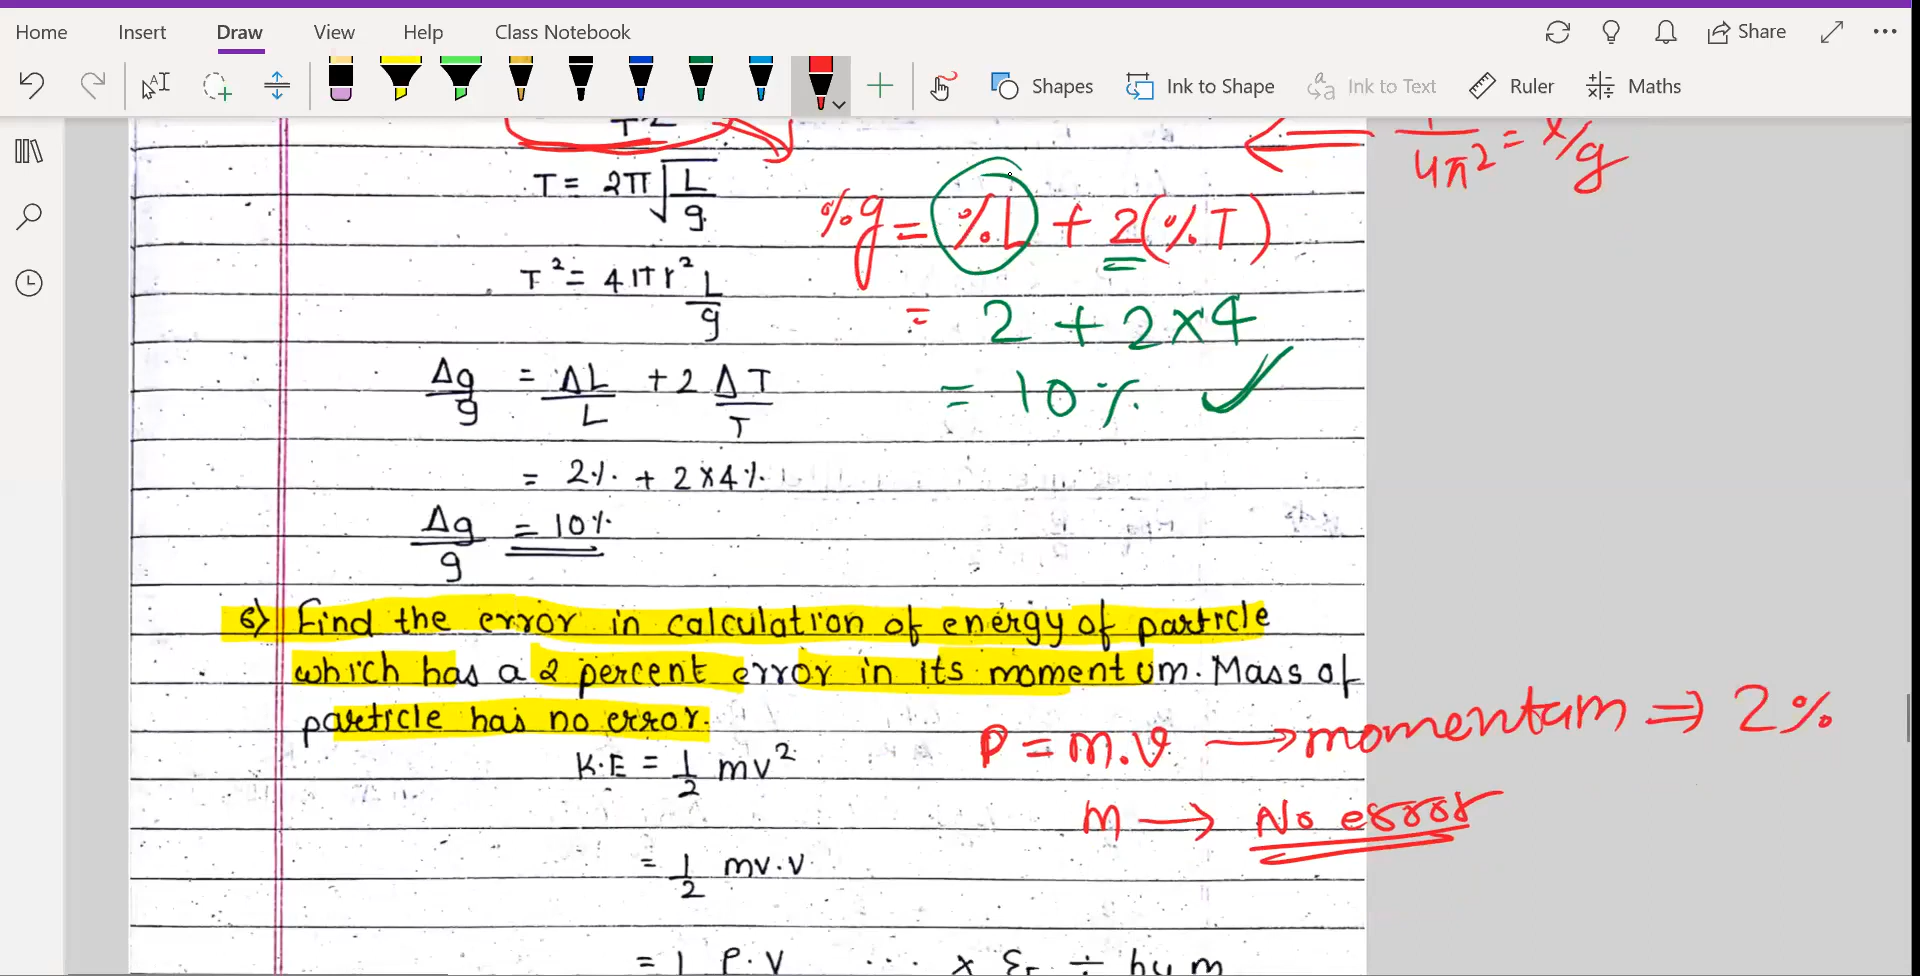 Home Insert Draw View Help Class Notebook Share
Shapes Ink to Shape Ink to Text Ruler Maths
T = 2π√L/g
%g = %L + 2(%T)
T² = 4πr² L/g
= 2 + 2×4
Δg/g = ΔL/L + 2 ΔT/T
= 10%
= 2% + 2×4%
Δg/g = 10%
6) Find the error in calculation of energy of particle
which has a 2 percent error in its momentum. Mass of
particle has no error.
P = m.v → momentum ⇒ 2%
K.E = 1/2 mv²
m → No error
= 1/2 mv.v
= 1 P.V ... × & ÷ by m